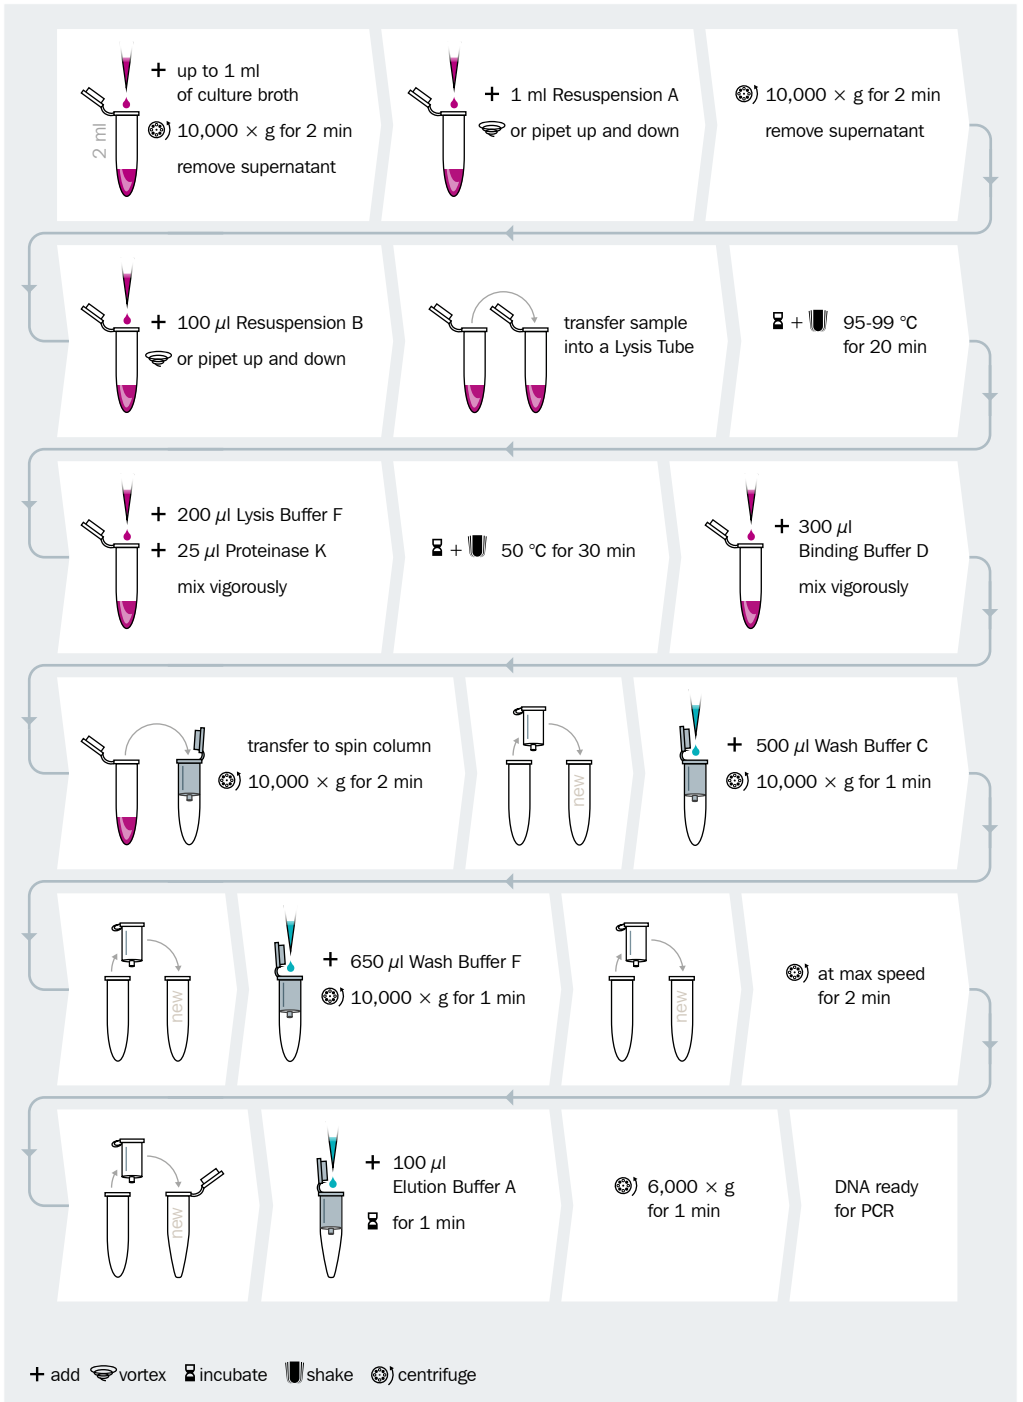 + up to 1 ml
of culture broth
2 ml
10,000 × g for 2 min
remove supernatant
+ 1 ml Resuspension A
or pipet up and down
10,000 × g for 2 min
remove supernatant
+ 100 µl Resuspension B
or pipet up and down
transfer sample
into a Lysis Tube
+ 95-99 °C
for 20 min
+ 200 µl Lysis Buffer F
+ 25 µl Proteinase K
mix vigorously
+ 50 °C for 30 min
+ 300 µl
Binding Buffer D
mix vigorously
transfer to spin column
10,000 × g for 2 min
new
+ 500 µl Wash Buffer C
10,000 × g for 1 min
new
+ 650 µl Wash Buffer F
10,000 × g for 1 min
new
at max speed
for 2 min
new
+ 100 µl
Elution Buffer A
for 1 min
6,000 × g
for 1 min
DNA ready
for PCR
+ add vortex incubate shake centrifuge